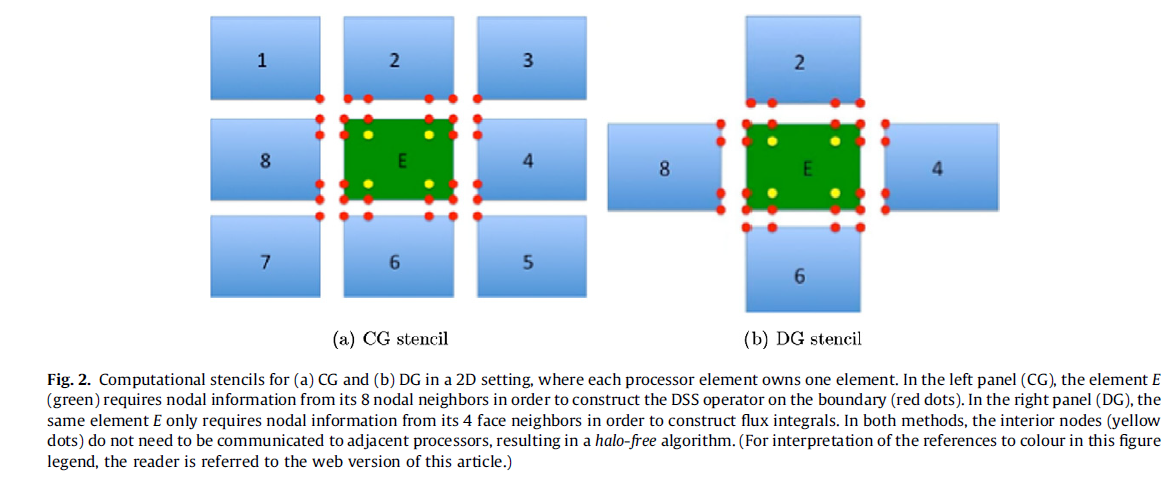 1 2 3
8 E 4
7 6 5
(a) CG stencil
2
8 E 4
6
(b) DG stencil
Fig. 2. Computational stencils for (a) CG and (b) DG in a 2D setting, where each processor element owns one element. In the left panel (CG), the element E
(green) requires nodal information from its 8 nodal neighbors in order to construct the DSS operator on the boundary (red dots). In the right panel (DG), the
same element E only requires nodal information from its 4 face neighbors in order to construct flux integrals. In both methods, the interior nodes (yellow
dots) do not need to be communicated to adjacent processors, resulting in a halo-free algorithm. (For interpretation of the references to colour in this figure
legend, the reader is referred to the web version of this article.)